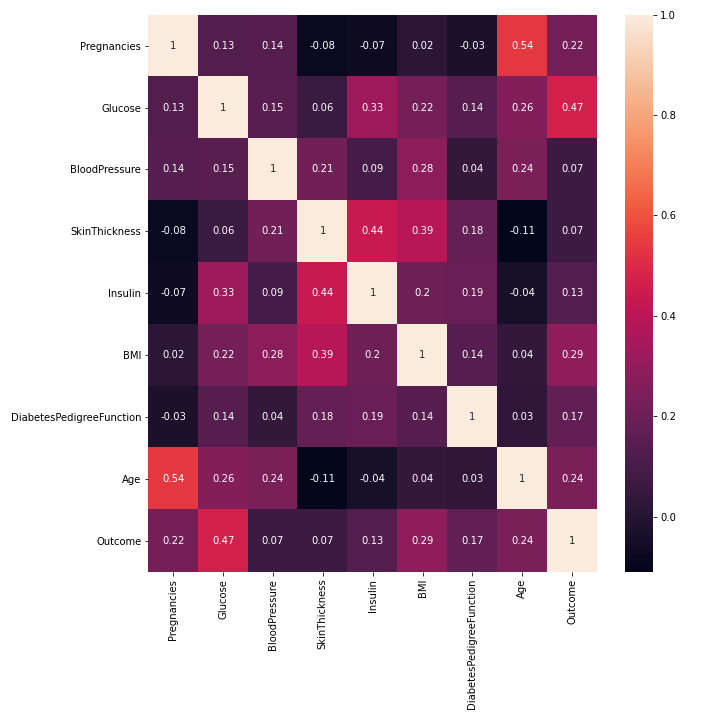 Pregnancies 1 0.13 0.14 -0.08 -0.07 0.02 -0.03 0.54 0.22
Glucose 0.13 1 0.15 0.06 0.33 0.22 0.14 0.26 0.47
BloodPressure 0.14 0.15 1 0.21 0.09 0.28 0.04 0.24 0.07
SkinThickness -0.08 0.06 0.21 1 0.44 0.39 0.18 -0.11 0.07
Insulin -0.07 0.33 0.09 0.44 1 0.2 0.19 -0.04 0.13
BMI 0.02 0.22 0.28 0.39 0.2 1 0.14 0.04 0.29
DiabetesPedigreeFunction -0.03 0.14 0.04 0.18 0.19 0.14 1 0.03 0.17
Age 0.54 0.26 0.24 -0.11 -0.04 0.04 0.03 1 0.24
Outcome 0.22 0.47 0.07 0.07 0.13 0.29 0.17 0.24 1
Pregnancies
Glucose
BloodPressure
SkinThickness
Insulin
BMI
DiabetesPedigreeFunction
Age
Outcome
1.0
0.8
0.6
0.4
0.2
0.0